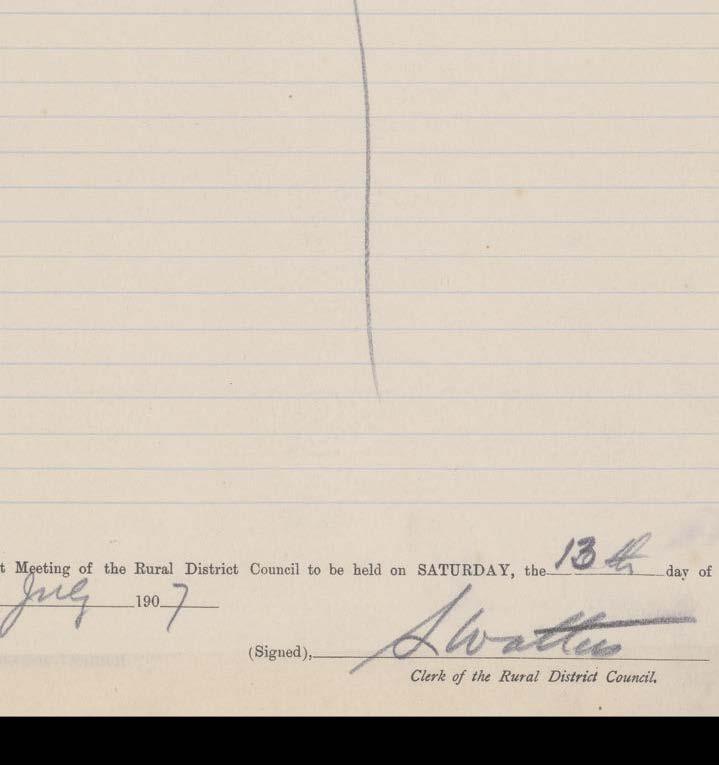 t Meeting of the Rural District Council to be held on SATURDAY, the 13th day of
July 1907
(Signed), S Watters
Clerk of the Rural District Council.